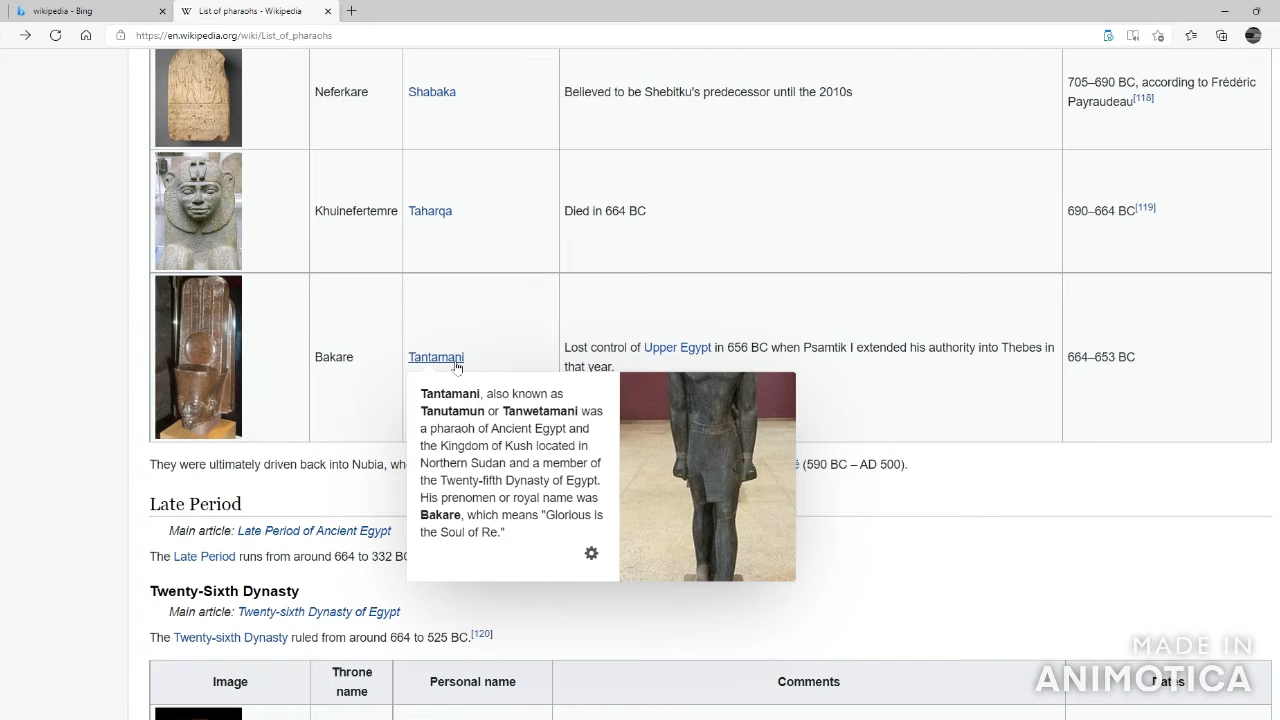 wikipedia - Bing
List of pharaohs - Wikipedia
https://en.wikipedia.org/wiki/List_of_pharaohs
Neferkare
Shabaka
Believed to be Shebitku's predecessor until the 2010s
705–690 BC, according to Frédéric
Payraudeau[118]
Khuinefertemre
Taharqa
Died in 664 BC
690–664 BC[119]
Bakare
Tantamani
Lost control of Upper Egypt in 656 BC when Psamtik I extended his authority into Thebes in
that year.
664–653 BC
Tantamani, also known as
Tanutamun or Tanwetamani was
a pharaoh of Ancient Egypt and
the Kingdom of Kush located in
Northern Sudan and a member of
the Twenty-fifth Dynasty of Egypt.
His prenomen or royal name was
Bakare, which means "Glorious is
the Soul of Re."
They were ultimately driven back into Nubia, (590 BC – AD 500).
Late Period
Main article: Late Period of Ancient Egypt
The Late Period runs from around 664 to 332 BC
Twenty-Sixth Dynasty
Main article: Twenty-sixth Dynasty of Egypt
The Twenty-sixth Dynasty ruled from around 664 to 525 BC.[120]
Image
Throne
name
Personal name
Comments
Dates
MADE IN
ANIMOTICA